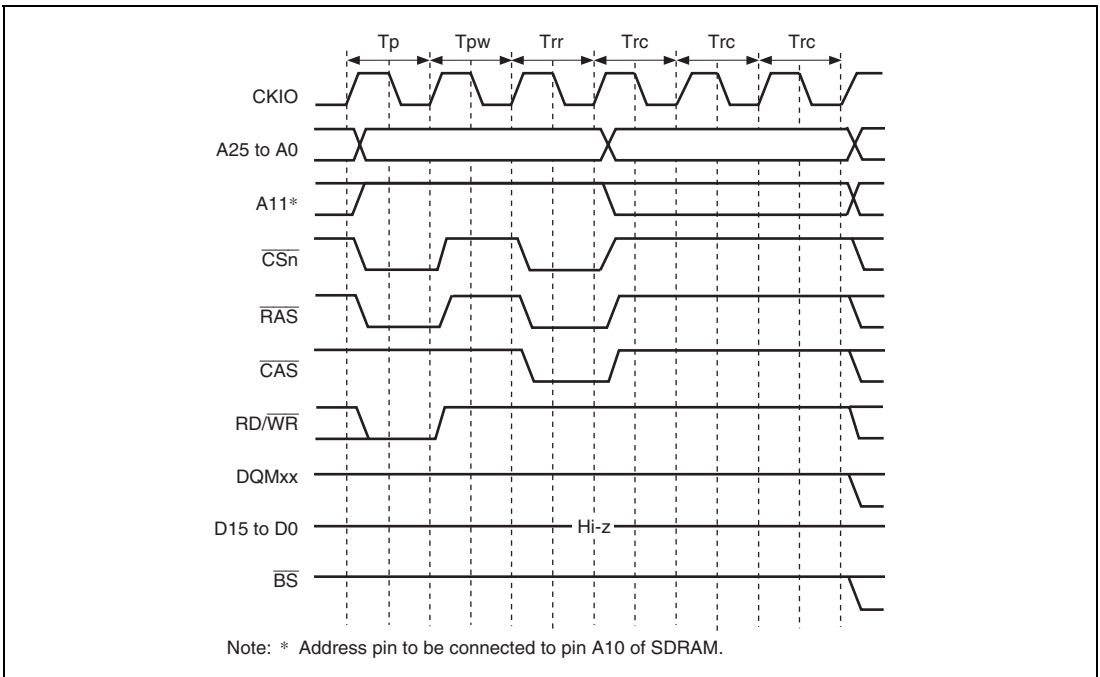 Tp Tpw Trr Trc Trc Trc
CKIO
A25 to A0
A11*
CSn
RAS
CAS
RD/WR
DQMxx
D15 to D0 Hi-z
BS
Note: * Address pin to be connected to pin A10 of SDRAM.